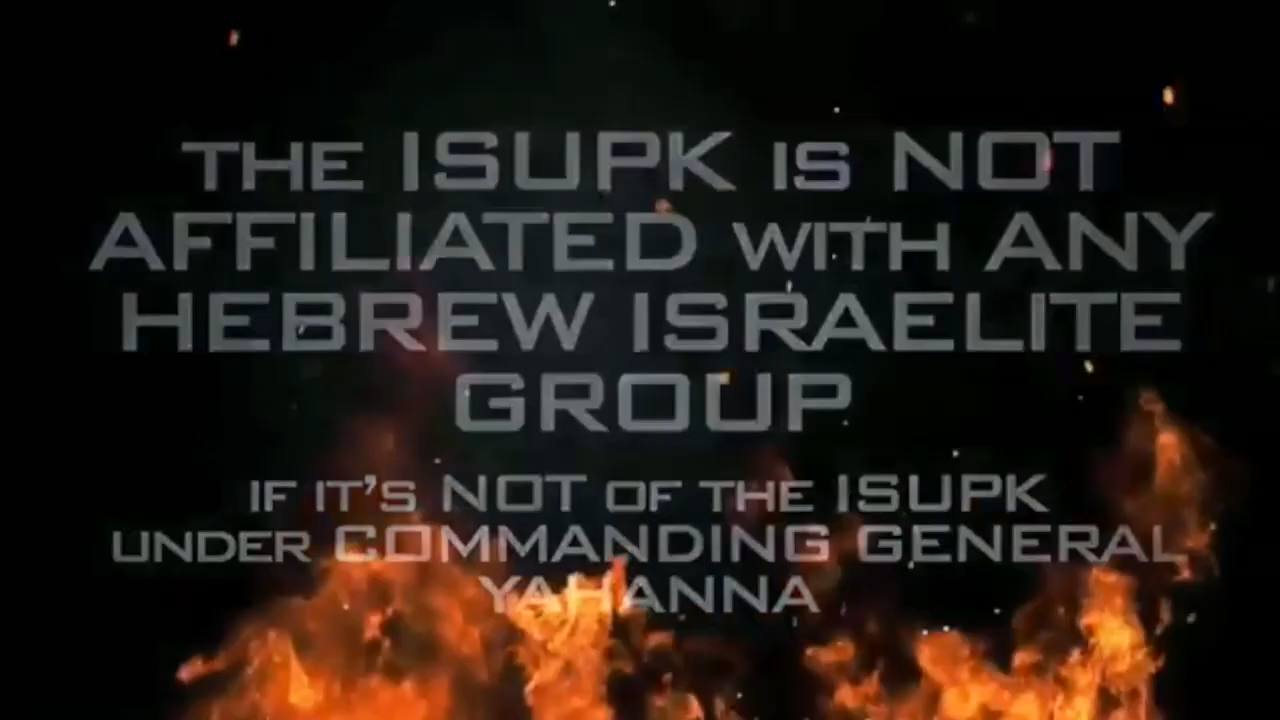 THE ISUPK IS NOT
AFFILIATED WITH ANY
HEBREW ISRAELITE
GROUP
IF IT'S NOT OF THE ISUPK
UNDER COMMANDING GENERAL
YAHANNA